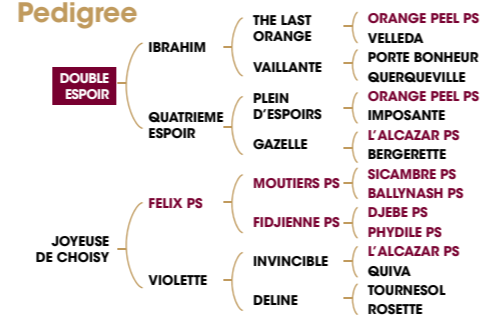 Pedigree
DOUBLE
ESPOIR
IBRAHIM
THE LAST
ORANGE
ORANGE PEEL PS
VELLEDA
VAILLANTE
PORTE BONHEUR
QUERQUEVILLE
QUATRIEME
ESPOIR
PLEIN
D'ESPOIRS
ORANGE PEEL PS
IMPOSANTE
GAZELLE
L'ALCAZAR PS
BERGERETTE
JOYEUSE
DE CHOISY
FELIX PS
MOUTIERS PS
SICAMBRE PS
BALLYNASH PS
FIDJIENNE PS
DJEBE PS
PHYDILE PS
VIOLETTE
INVINCIBLE
L'ALCAZAR PS
QUIVA
DELINE
TOURNESOL
ROSETTE